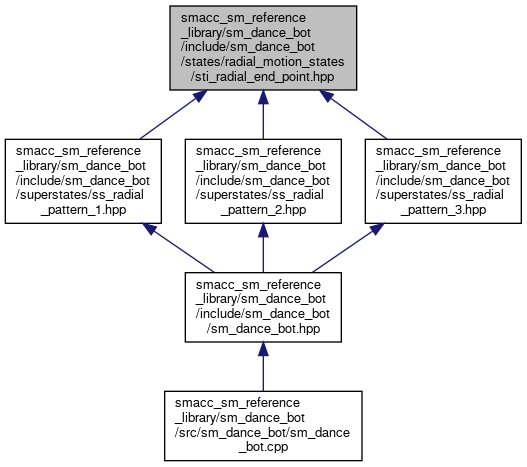 smacc_sm_reference
_library/sm_dance_bot
/include/sm_dance_bot
/states/radial_motion_states
/sti_radial_end_point.hpp
smacc_sm_reference
_library/sm_dance_bot
/include/sm_dance_bot
/superstates/ss_radial
_pattern_1.hpp
smacc_sm_reference
_library/sm_dance_bot
/include/sm_dance_bot
/superstates/ss_radial
_pattern_2.hpp
smacc_sm_reference
_library/sm_dance_bot
/include/sm_dance_bot
/superstates/ss_radial
_pattern_3.hpp
smacc_sm_reference
_library/sm_dance_bot
/include/sm_dance_bot
/sm_dance_bot.hpp
smacc_sm_reference
_library/sm_dance_bot
/src/sm_dance_bot/sm_dance
_bot.cpp